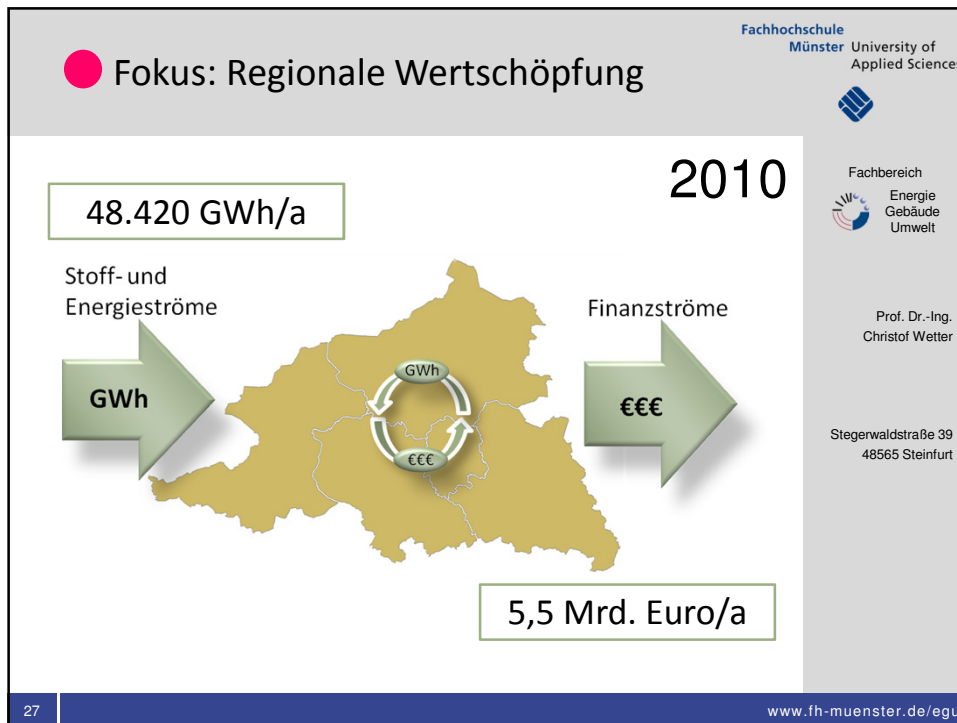 Fokus: Regionale Wertschöpfung
Fachhochschule
Münster University of
Applied Sciences
2010
48.420 GWh/a
Stoff- und
Energieströme
GWh
GWh
€€€
Finanzströme
€€€
5,5 Mrd. Euro/a
Fachbereich
Energie
Gebäude
Umwelt
Prof. Dr.-Ing.
Christof Wetter
Stegerwaldstraße 39
48565 Steinfurt
27
www.fh-muenster.de/egu